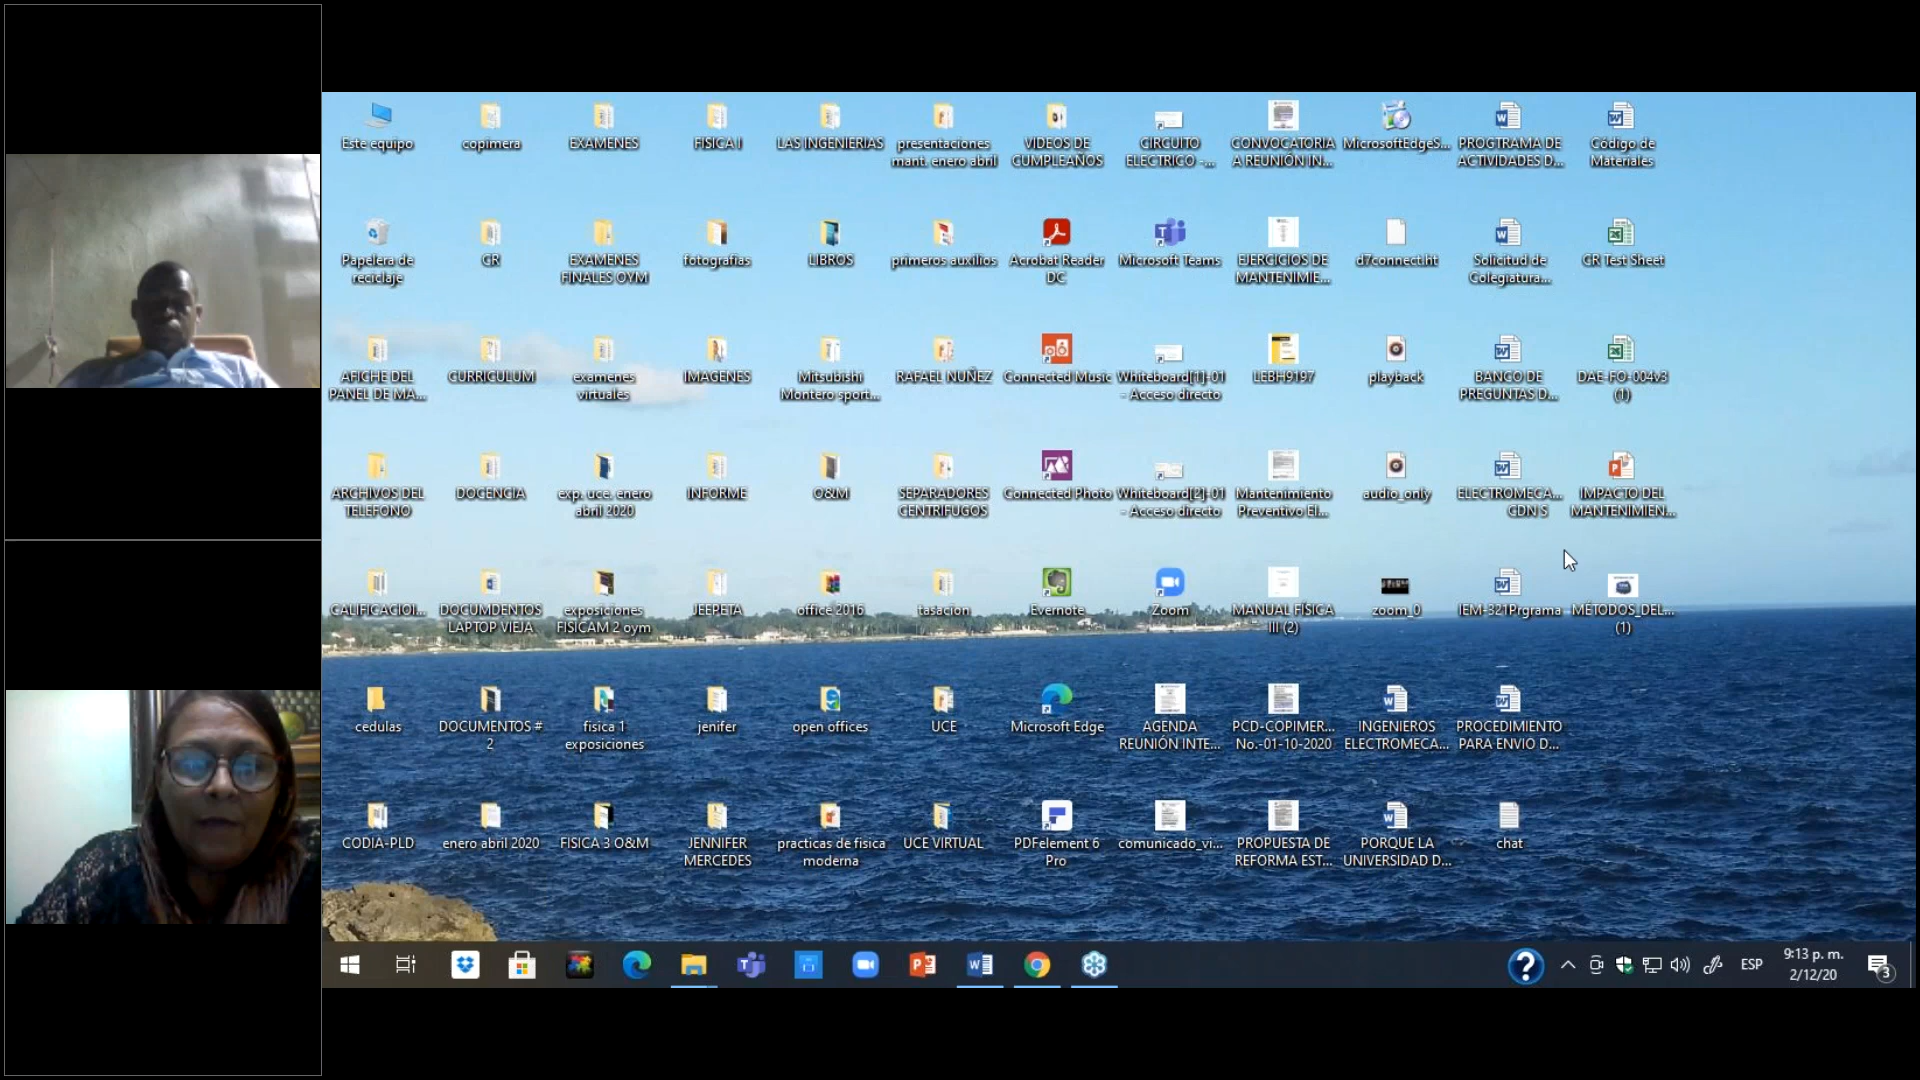 Este equipo
copimera
EXAMENES
FISICA I
LAS INGENIERIAS
presentaciones
mant. enero abril
VIDEOS DE
CUMPLEAÑOS
CIRCUITO
ELECTRICO -...
CONVOCATORIA
A REUNIÓN IN...
MicrosoftEdgeS...
PROGTRAMA DE
ACTIVIDADES D...
Código de
Materiales
Papelera de
reciclaje
CR
EXAMENES
FINALES OYM
fotografias
LIBROS
primeros auxilios
Acrobat Reader
DC
Microsoft Teams
EJERCICIOS DE
MANTENIMIE...
d7connect.ht
Solicitud de
Colegiatura...
CR Test Sheet
AFICHE DEL
PANEL DE MA...
CURRICULUM
examenes
virtuales
IMAGENES
Mitsubishi
Montero sport...
RAFAEL NUÑEZ
Connected Music
Whiteboard[1]-01
- Acceso directo
LEBH9197
playback
BANCO DE
PREGUNTAS D...
DAE-FO-004v3
(1)
ARCHIVOS DEL
TELEFONO
DOCENCIA
exp. uce. enero
abril 2020
INFORME
O&M
SEPARADORES
CENTRIFUGOS
Connected Photo
Whiteboard[2]-01
- Acceso directo
Mantenimiento
Preventivo El...
audio_only
ELECTROMECA...
CDN S
IMPACTO DEL
MANTENIMIEN...
CALIFICACIOI...
DOCUMDENTOS
LAPTOP VIEJA
exposiciones
FISICAM 2 oym
JEEPETA
office 2016
tasacion
Evernote
Zoom
MANUAL FÍSICA
III (2)
zoom_0
IEM-321Prgrama
MÉTODOS_DEL...
(1)
cedulas
DOCUMENTOS #
2
fisica 1
exposiciones
jenifer
open offices
UCE
Microsoft Edge
AGENDA
REUNIÓN INTE...
PCD-COPIMER...
No.-01-10-2020
INGENIEROS
ELECTROMECA...
PROCEDIMIENTO
PARA ENVIO D...
CODIA-PLD
enero abril 2020
FISICA 3 O&M
JENNIFER
MERCEDES
practicas de fisica
moderna
UCE VIRTUAL
PDFelement 6
Pro
comunicado_vi...
PROPUESTA DE
REFORMA EST...
PORQUE LA
UNIVERSIDAD D...
chat
ESP
9:13 p. m.
2/12/20
3